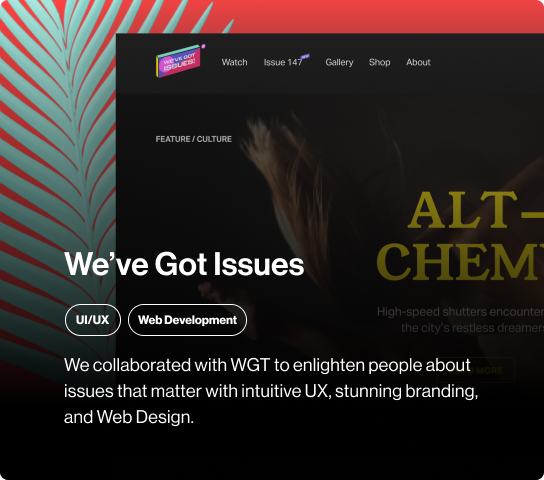 WE'VE GOT
ISSUES!
Watch Issue 147 NEW Gallery Shop About
FEATURE / CULTURE
ALT–
CHEMY
We’ve Got Issues
High-speed shutters encounter
the city’s restless dreamers
UI/UX Web Development
We collaborated with WGT to enlighten people about
issues that matter with intuitive UX, stunning branding,
and Web Design.
MORE